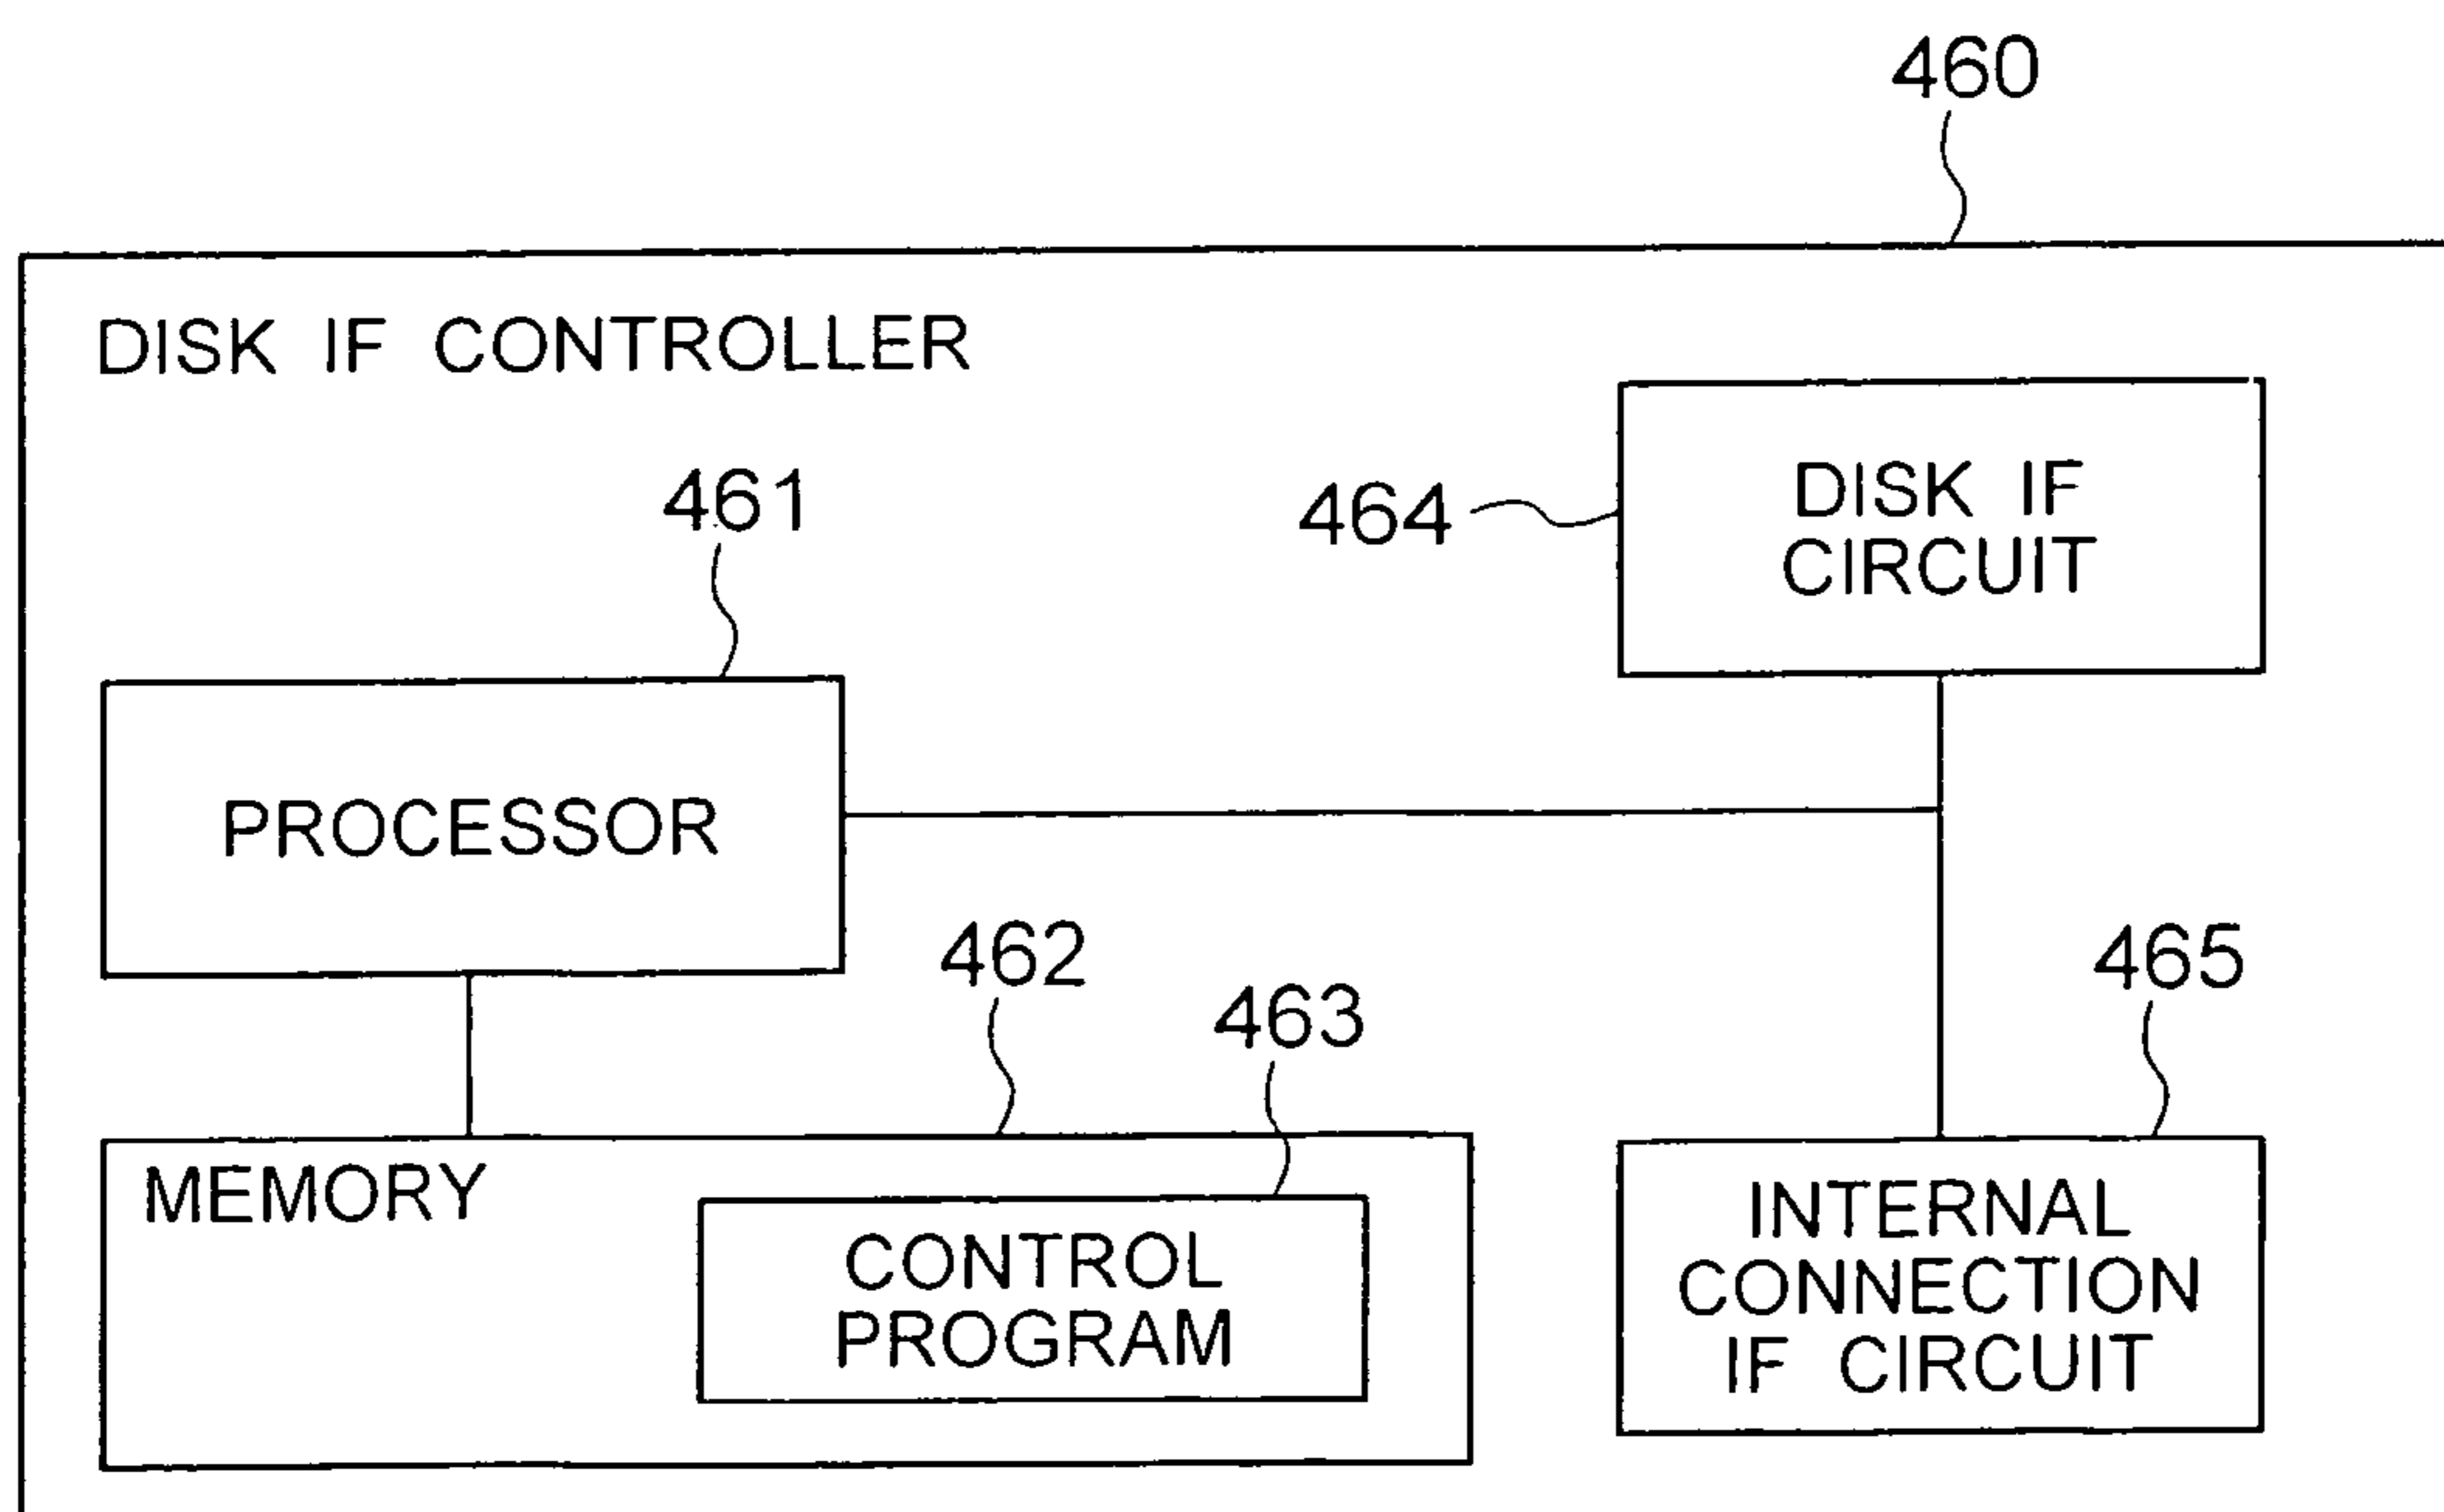 460
DISK IF CONTROLLER
461
464
DISK IF
CIRCUIT
PROCESSOR
462
463
465
MEMORY
CONTROL
PROGRAM
INTERNAL
CONNECTION
IF CIRCUIT